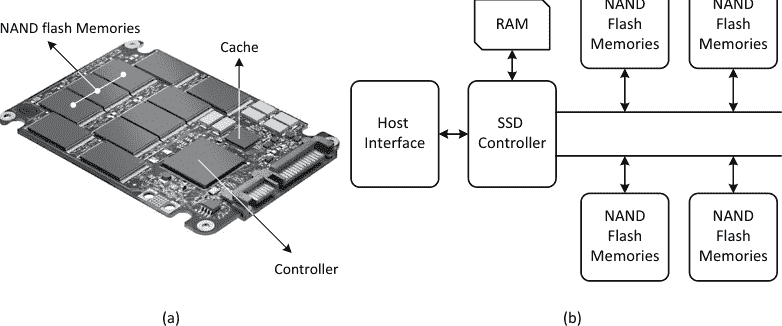 NAND flash Memories
Cache
Controller
(a)
RAM
Host
Interface
SSD
Controller
NAND
Flash
Memories
NAND
Flash
Memories
NAND
Flash
Memories
NAND
Flash
Memories
(b)